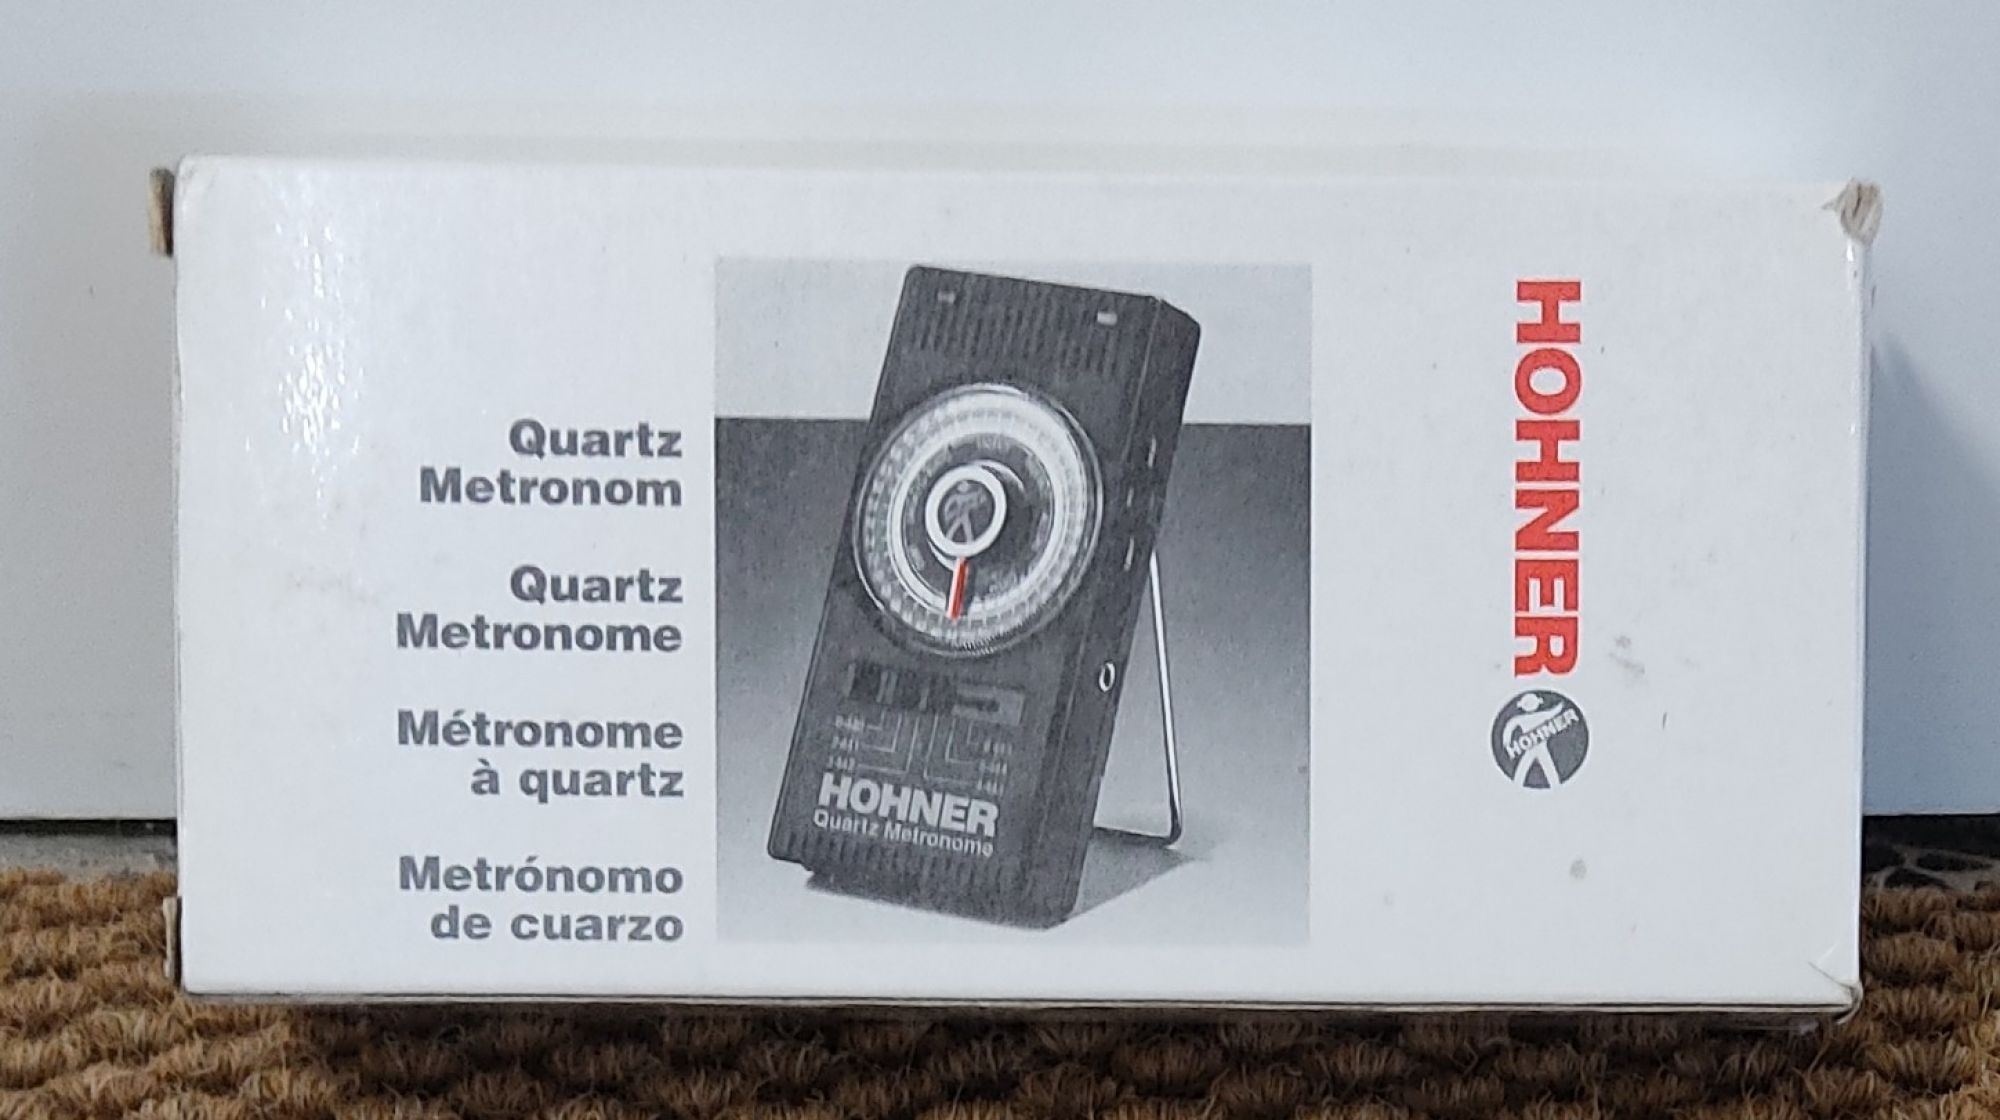 Quartz
Metronom
Quartz
Metronome
Métronome
à quartz
Metrónomo
de cuarzo
HOHNER
Quartz Metronome
HOHNER
HOHNER